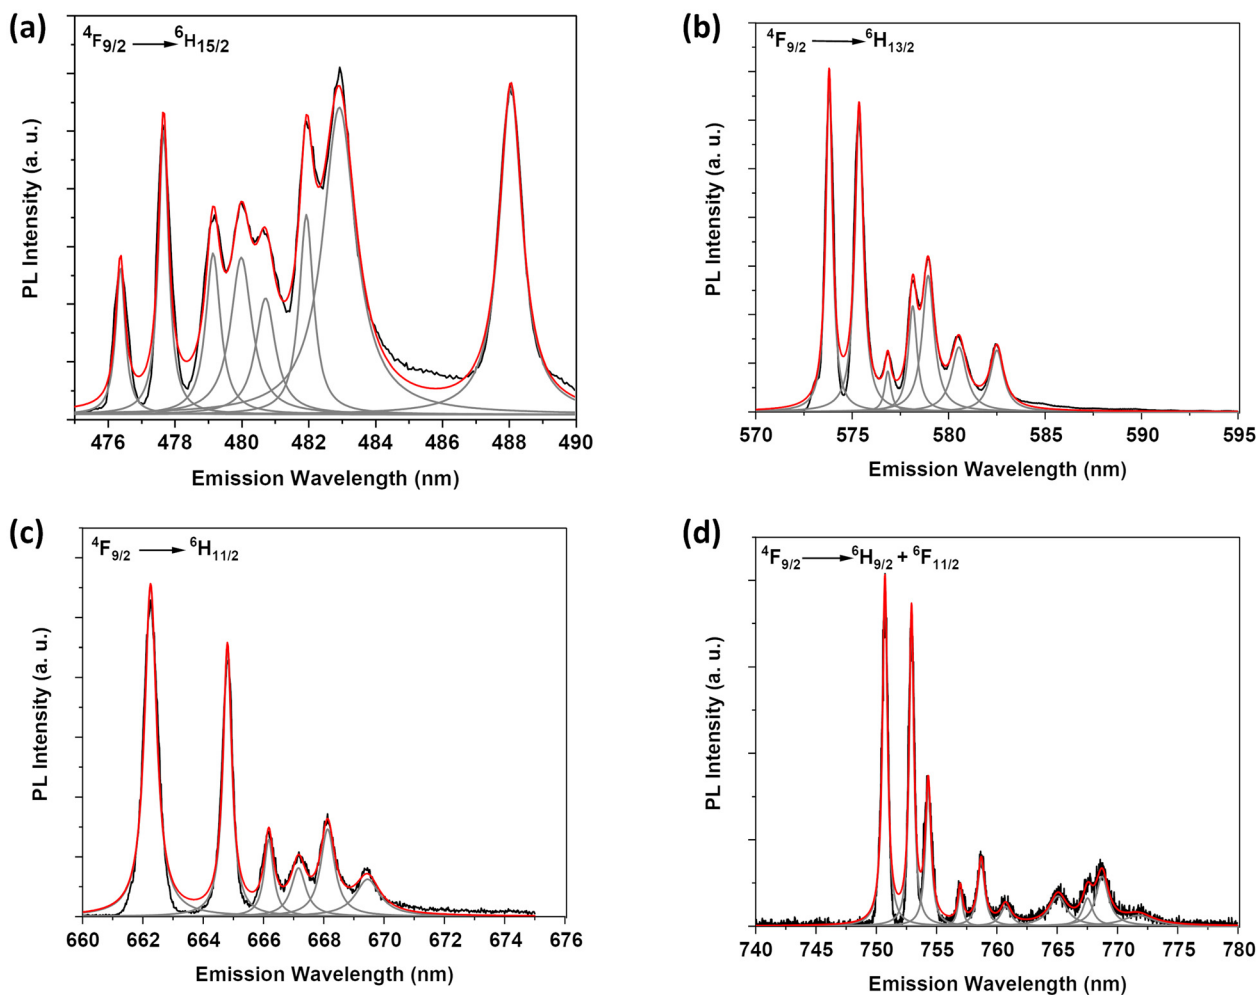 (a)
⁴F₉/₂ ⟶ ⁶H₁₅/₂
PL Intensity (a. u.)
476 478 480 482 484 486 488 490
Emission Wavelength (nm)
(b)
⁴F₉/₂ ⟶ ⁶H₁₃/₂
PL Intensity (a. u.)
570 575 580 585 590 595
Emission Wavelength (nm)
(c)
⁴F₉/₂ ⟶ ⁶H₁₁/₂
PL Intensity (a. u.)
660 662 664 666 668 670 672 674 676
Emission Wavelength (nm)
(d)
⁴F₉/₂ ⟶ ⁶H₉/₂ + ⁶F₁₁/₂
PL Intensity (a. u.)
740 745 750 755 760 765 770 775 780
Emission Wavelength (nm)